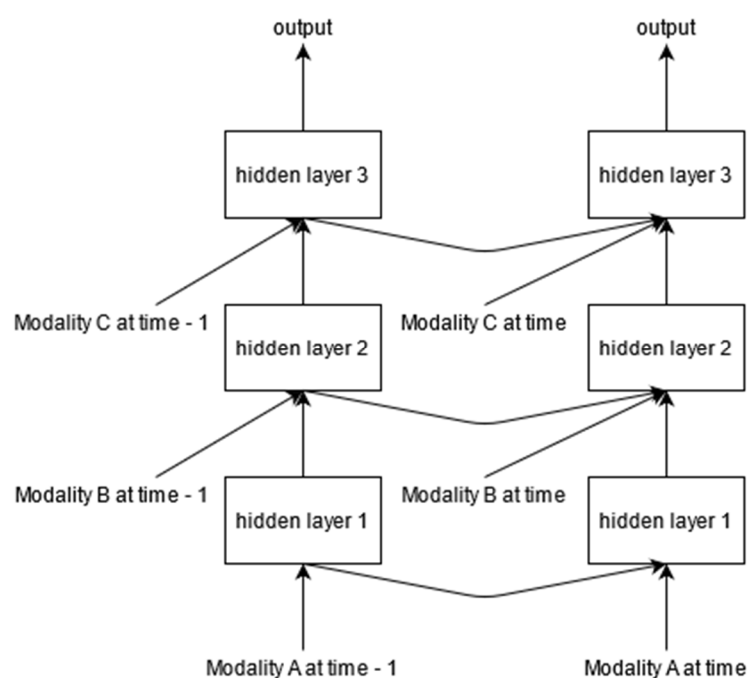 output
output
hidden layer 3
hidden layer 3
Modality C at time - 1
Modality C at time
hidden layer 2
hidden layer 2
Modality B at time - 1
Modality B at time
hidden layer 1
hidden layer 1
Modality A at time - 1
Modality A at time